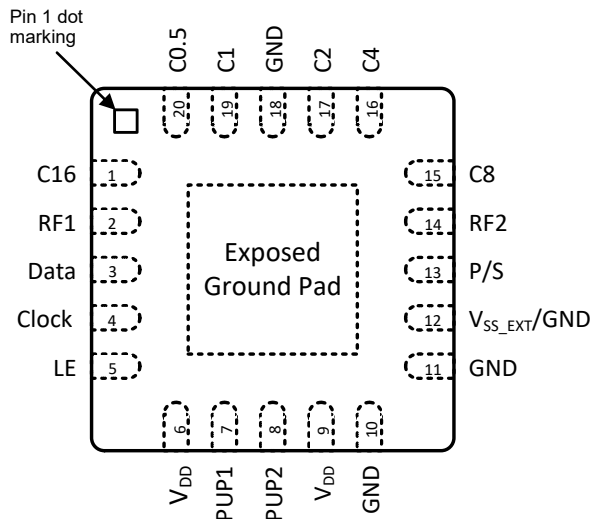 Pin 1 dot
marking
C0.5
C1
GND
C2
C4
20
19
18
17
16
C16
1
15
C8
RF1
2
14
RF2
Data
3
13
P/S
Clock
4
12
VSS_EXT/GND
LE
5
11
GND
Exposed
Ground Pad
6
7
8
9
10
VDD
PUP1
PUP2
VDD
GND